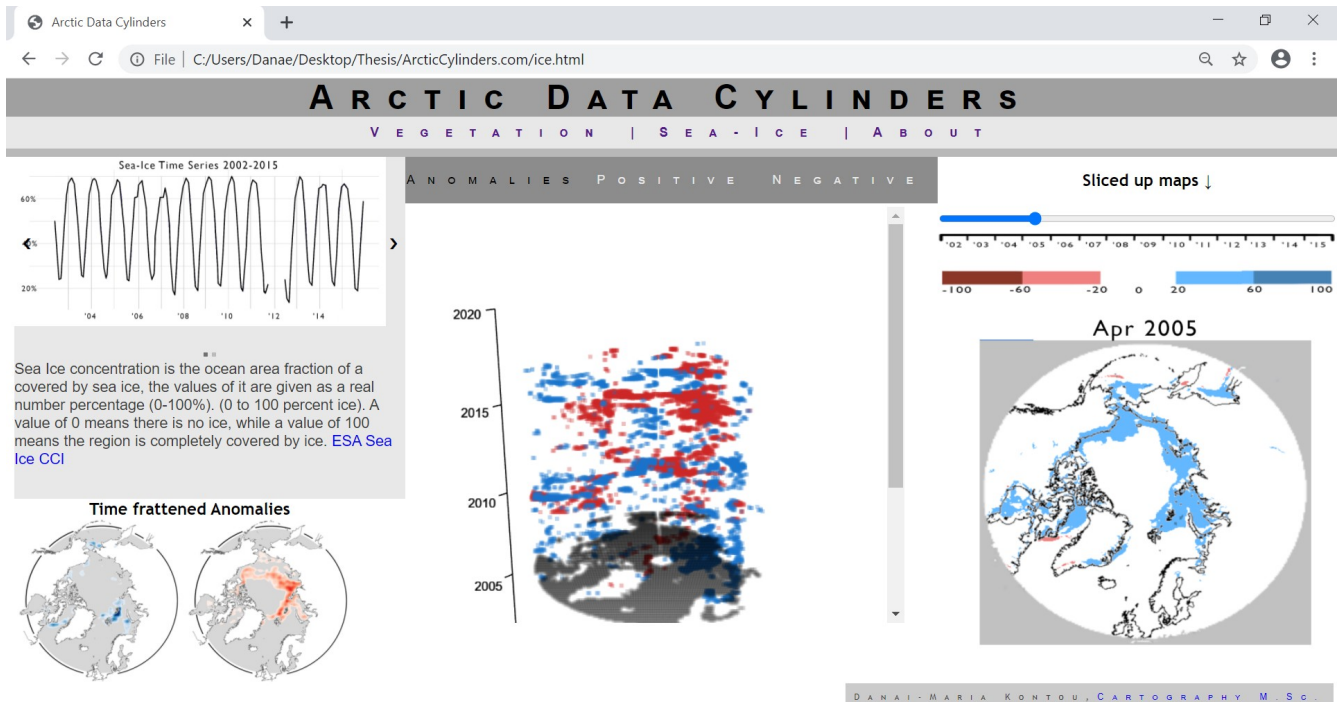 Arctic Data Cylinders
File | C:/Users/Danae/Desktop/Thesis/ArcticCylinders.com/ice.html
ARCTIC DATA CYLINDERS
VEGETATION | SEA-ICE | ABOUT
Sea-Ice Time Series 2002-2015
60%
20%
'04 '06 '08 '10 '12 '14
Sea Ice concentration is the ocean area fraction of a
covered by sea ice, the values of it are given as a real
number percentage (0-100%). (0 to 100 percent ice). A
value of 0 means there is no ice, while a value of 100
means the region is completely covered by ice. ESA Sea
Ice CCI
Time frattened Anomalies
ANOMALIES POSITIVE NEGATIVE
2020
2015
2010
2005
Sliced up maps ↓
'02 '03 '04 '05 '06 '07 '08 '09 '10 '11 '12 '13 '14 '15
-100 -60 -20 0 20 60 100
Apr 2005
DANAI-MARIA KONTOU, CARTOGRAPHY M.SC.